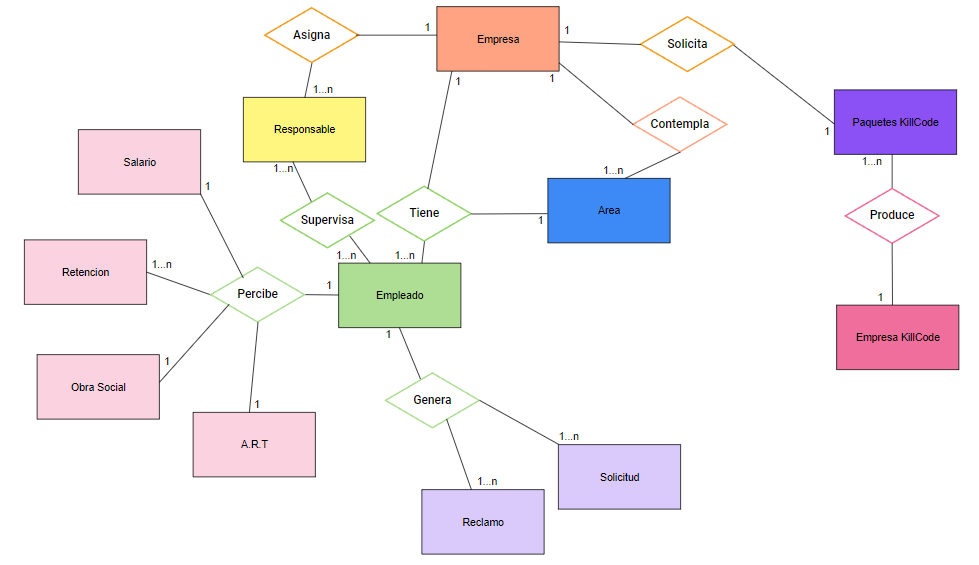 Asigna
1
Empresa
1
Solicita
1...n
1
1
Contempla
Responsable
1
Paquetes KillCode
1...n
Salario
1...n
1...n
1
Tiene
1
Area
Supervisa
Produce
1...n
1...n
Retencion
1...n
Percibe
1
Empleado
1
Empresa KillCode
1
1
Obra Social
1
Genera
A.R.T
1...n
Solicitud
1...n
Reclamo